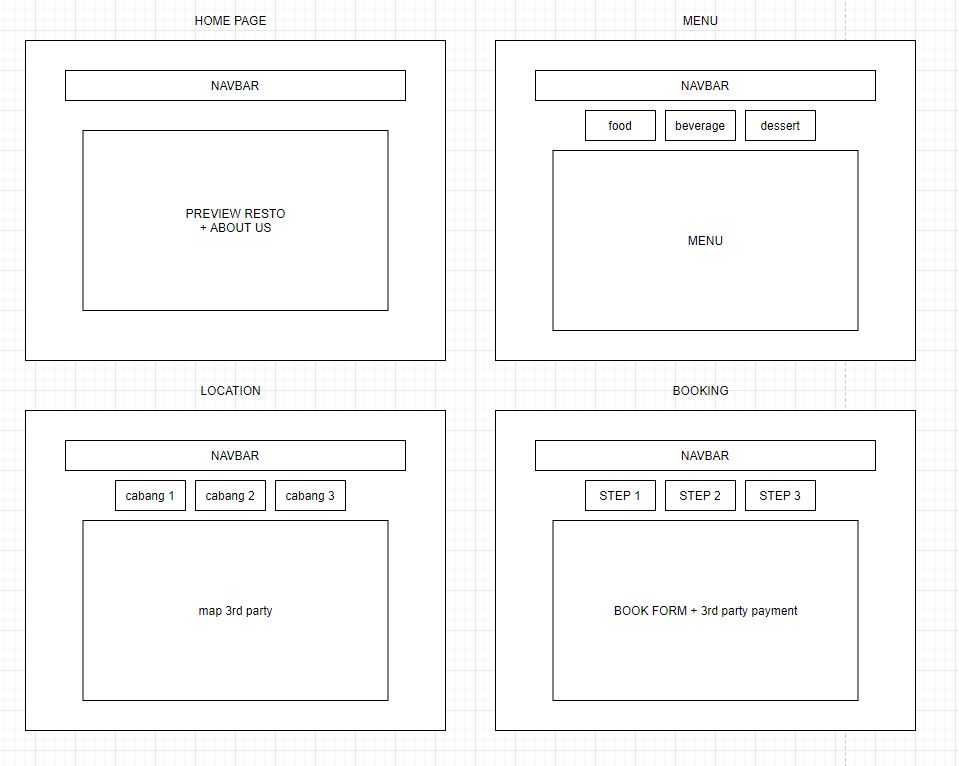 HOME PAGE
NAVBAR
PREVIEW RESTO
+ ABOUT US
MENU
NAVBAR
food
beverage
dessert
MENU
LOCATION
NAVBAR
cabang 1
cabang 2
cabang 3
map 3rd party
BOOKING
NAVBAR
STEP 1
STEP 2
STEP 3
BOOK FORM + 3rd party payment